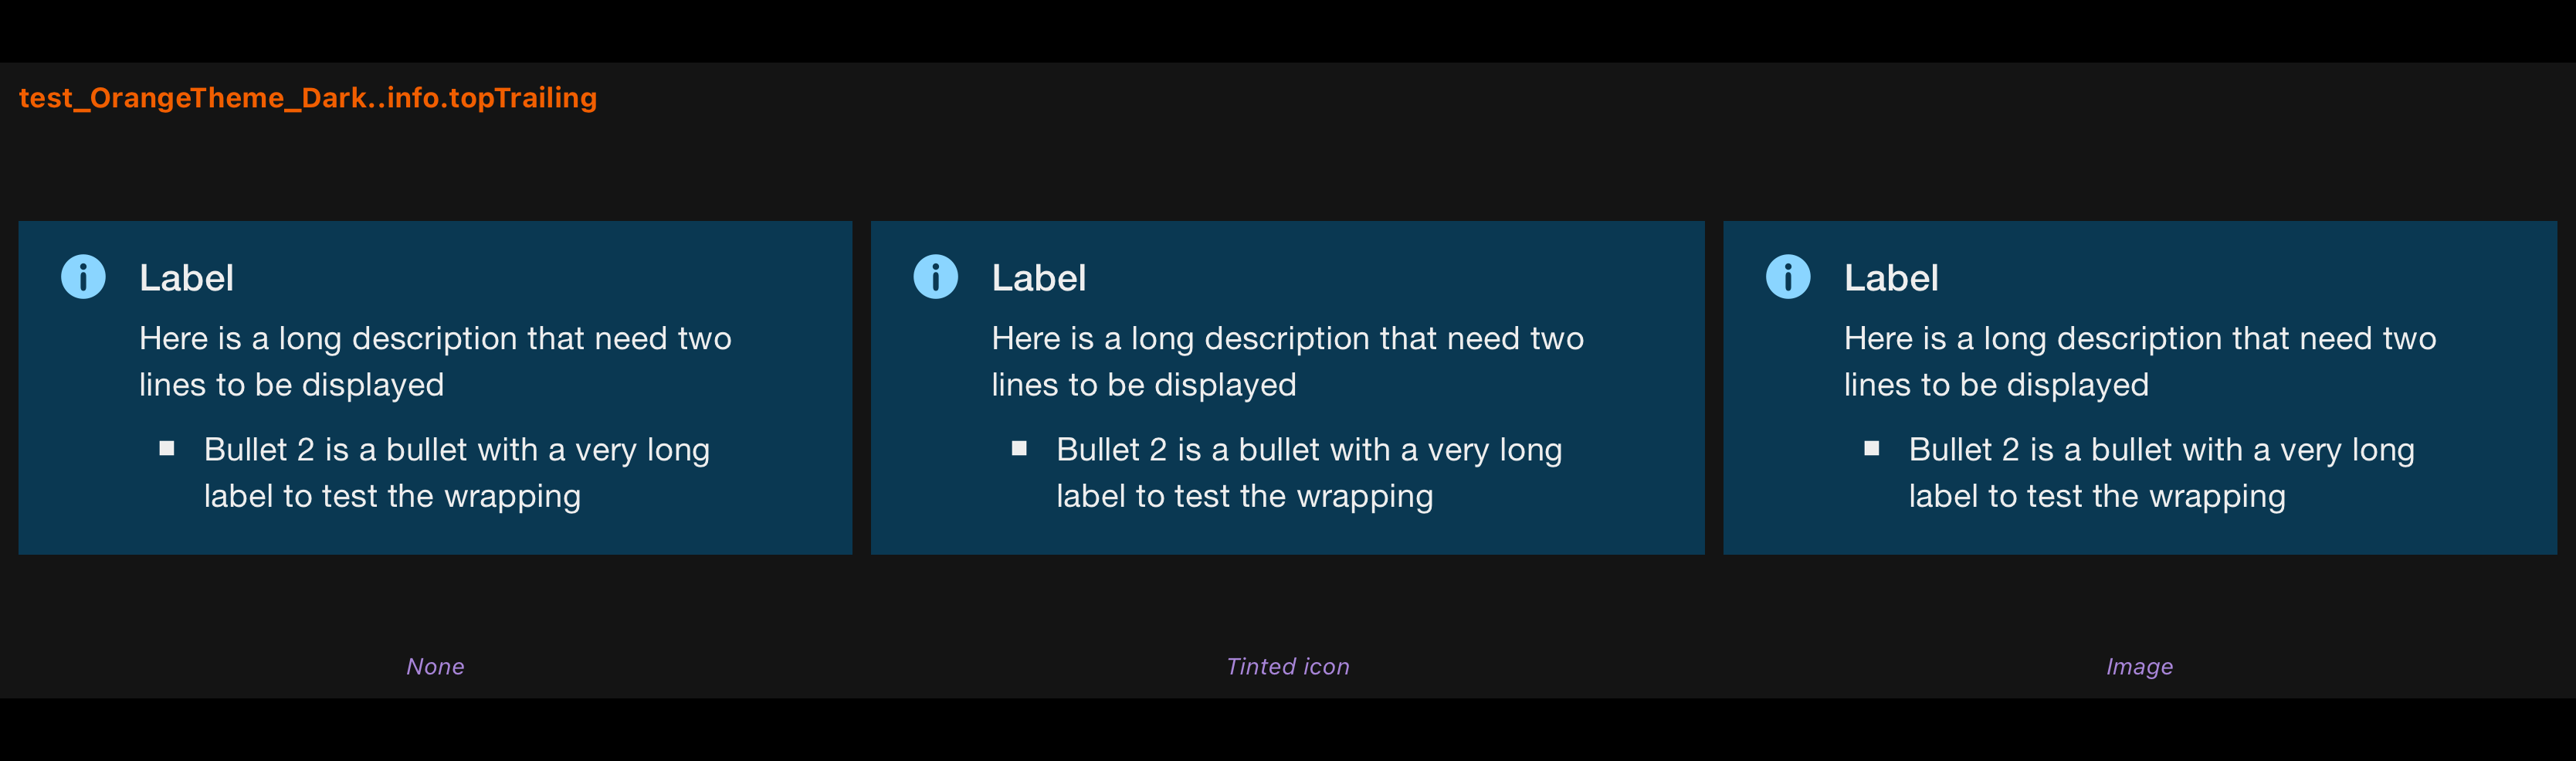 test_OrangeTheme_Dark..info.topTrailing
Label
Here is a long description that need two
lines to be displayed
Bullet 2 is a bullet with a very long
label to test the wrapping
Label
Here is a long description that need two
lines to be displayed
Bullet 2 is a bullet with a very long
label to test the wrapping
Label
Here is a long description that need two
lines to be displayed
Bullet 2 is a bullet with a very long
label to test the wrapping
None
Tinted icon
Image